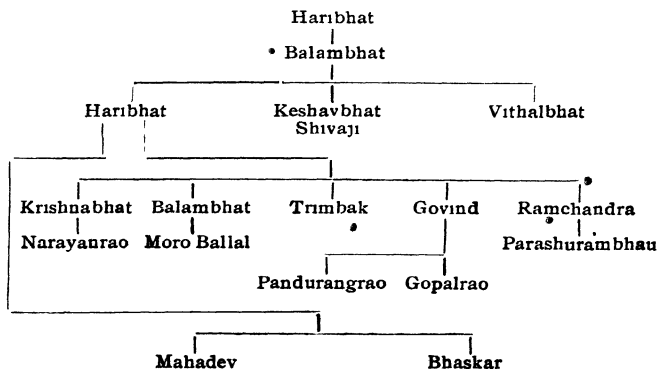 Haribhat
Balambhat
Haribhat Keshavbhat Vithalbhat
Shivaji
Krishnabhat Balambhat Trimbak Govind Ramchandra
Narayanrao Moro Ballal Parashurambhau
Pandurangrao Gopalrao
Mahadev Bhaskar